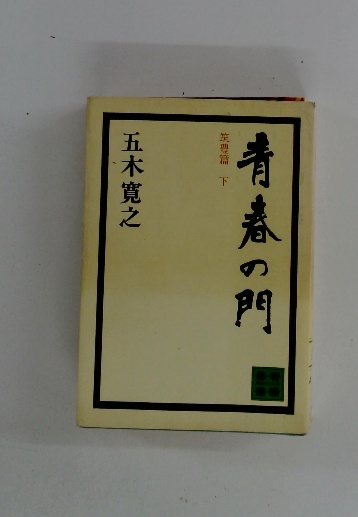 青春の門
筑豊篇 下
五木寛之